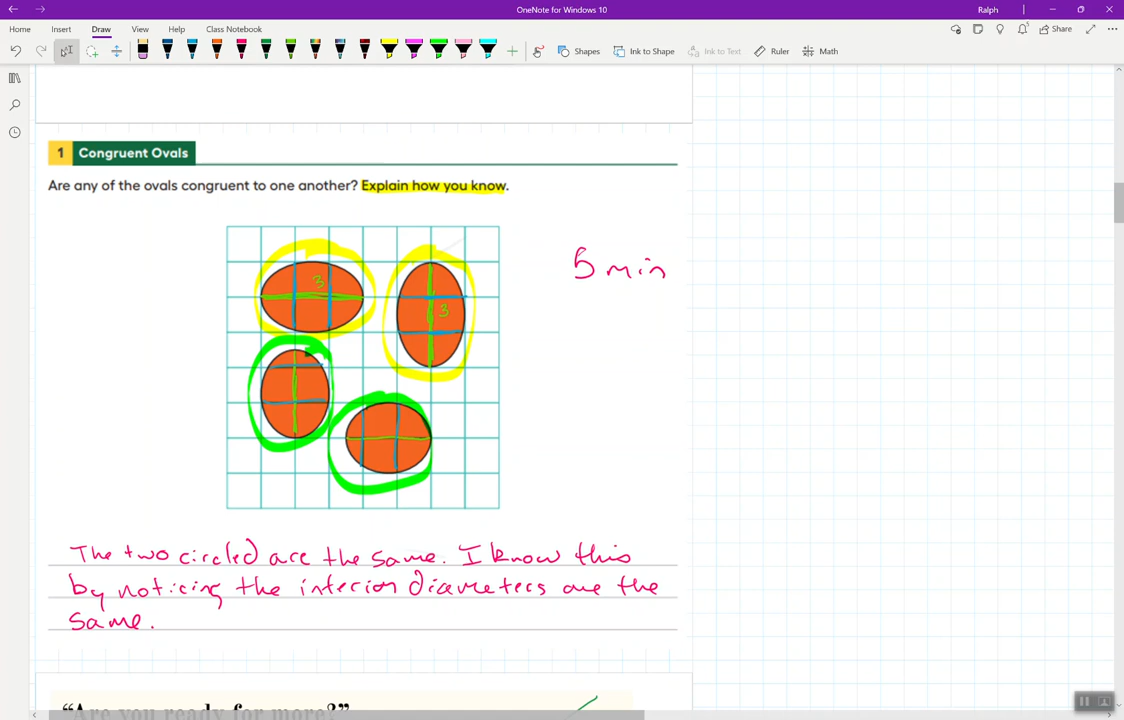 OneNote for Windows 10
Ralph
Home Insert Draw View Help Class Notebook
Shapes Ink to Shape Ink to Text Ruler Math Share
1 Congruent Ovals
Are any of the ovals congruent to one another? Explain how you know.
5 min
3
3
The two circled are the same. I know this
by noticing the interior diameters are the
same.
"Are you ready for more?"